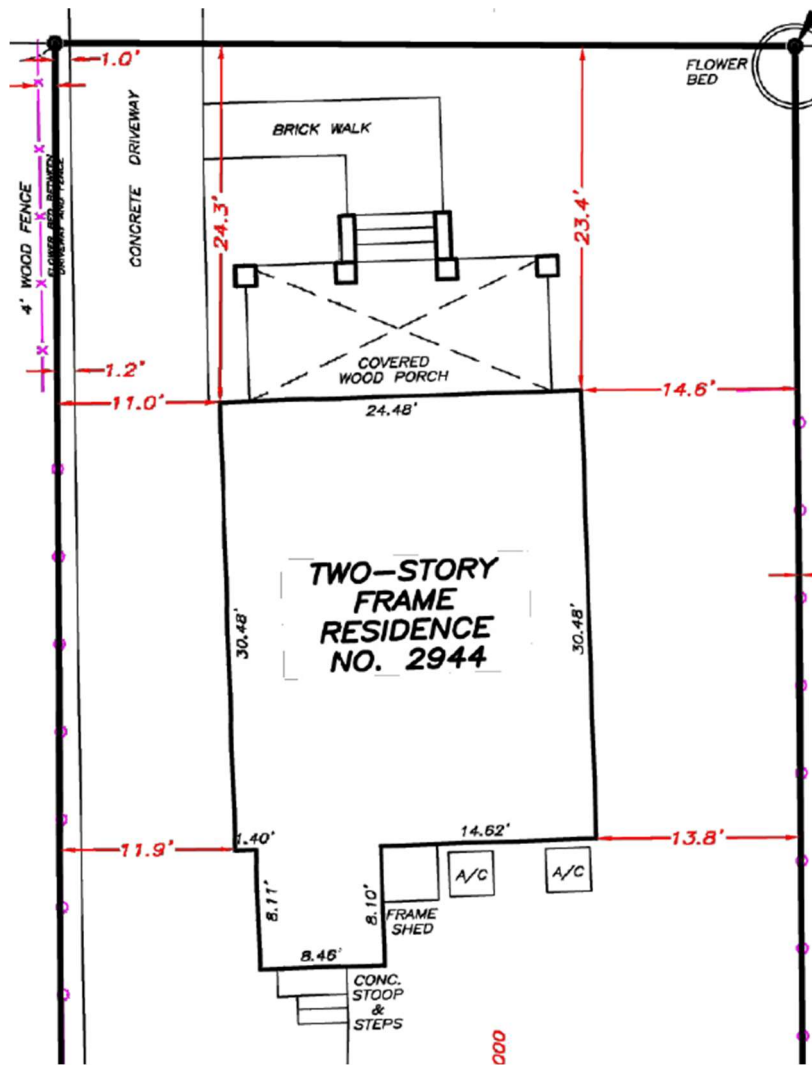 1.0'
FLOWER
BED
CONCRETE DRIVEWAY
BRICK WALK
4' WOOD FENCE
FLOWER BED BETWEEN
DRIVEWAY AND FENCE
24.3'
23.4'
COVERED
WOOD PORCH
1.2'
11.0'
14.6'
24.48'
TWO-STORY
FRAME
RESIDENCE
NO. 2944
30.48'
30.48'
1.40'
14.62'
11.9'
13.8'
A/C
A/C
8.11'
8.10'
FRAME
SHED
8.46'
CONC.
STOOP
&
STEPS
000